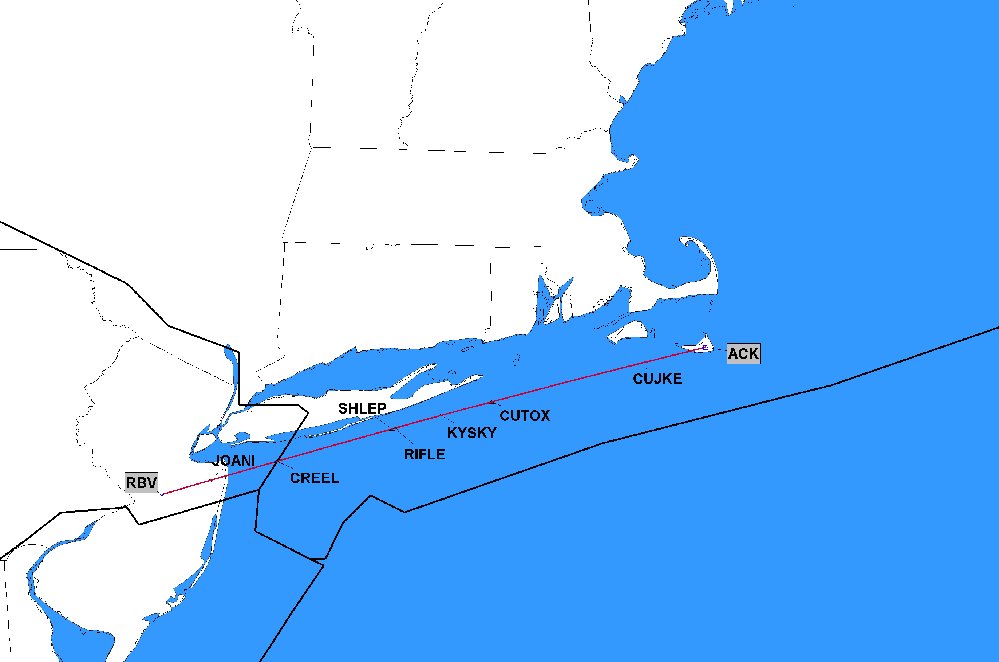 ACK
CUJKE
SHLEP
CUTOX
KYSKY
RIFLE
JOANI
CREEL
RBV